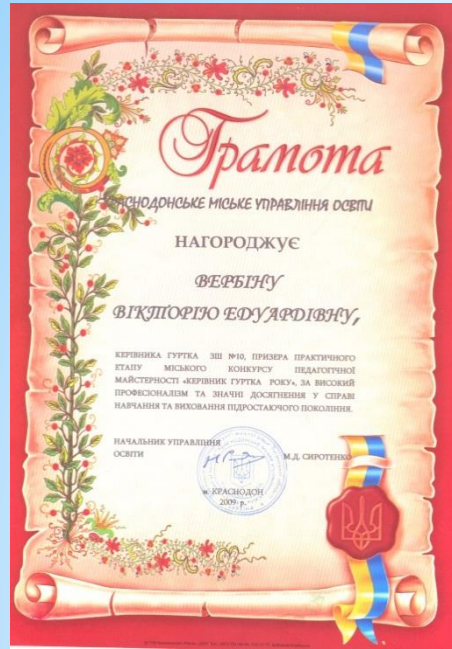 Грамота
КРАСНОДОНСЬКЕ МІСЬКЕ УПРАВЛІННЯ ОСВІТИ
НАГОРОДЖУЄ
ВЕРБІНУ
ВІКТОРІЮ ЕДУАРДІВНУ,
КЕРІВНИКА ГУРТКА ЗШ №10, ПРИЗЕРА ПРАКТИЧНОГО
ЕТАПУ МІСЬКОГО КОНКУРСУ ПЕДАГОГІЧНОЇ
МАЙСТЕРНОСТІ «КЕРІВНИК ГУРТКА РОКУ», ЗА ВИСОКИЙ
ПРОФЕСІОНАЛІЗМ ТА ЗНАЧНІ ДОСЯГНЕННЯ У СПРАВІ
НАВЧАННЯ ТА ВИХОВАННЯ ПІДРОСТАЮЧОГО ПОКОЛІННЯ.
НАЧАЛЬНИК УПРАВЛІННЯ
ОСВІТИ М.Д. СИРОТЕНКО
м. КРАСНОДОН
2009 р.